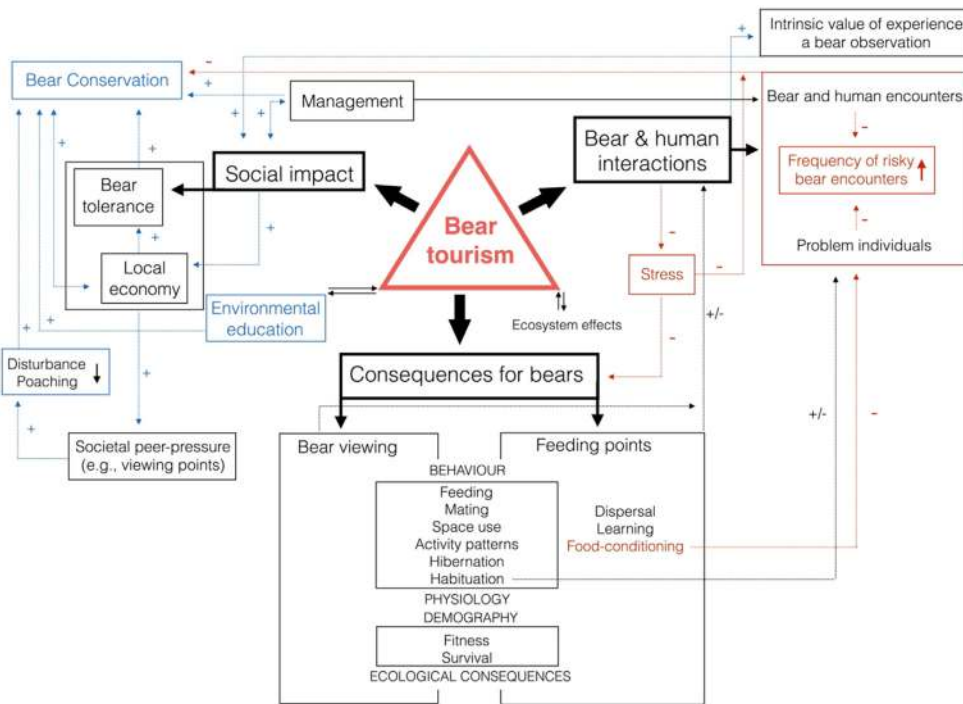 Intrinsic value of experience
a bear observation
Bear Conservation
Management
Bear and human encounters
Bear & human
interactions
Frequency of risky
bear encounters
Problem individuals
Social impact
Bear
tolerance
Local
economy
Bear
tourism
Stress
Environmental
education
Ecosystem effects
+/-
Disturbance
Poaching
Consequences for bears
Societal peer-pressure
(e.g., viewing points)
Bear viewing
Feeding points
BEHAVIOUR
Feeding
Mating
Space use
Activity patterns
Hibernation
Habituation
Dispersal
Learning
Food-conditioning
+/-
PHYSIOLOGY
DEMOGRAPHY
Fitness
Survival
ECOLOGICAL CONSEQUENCES